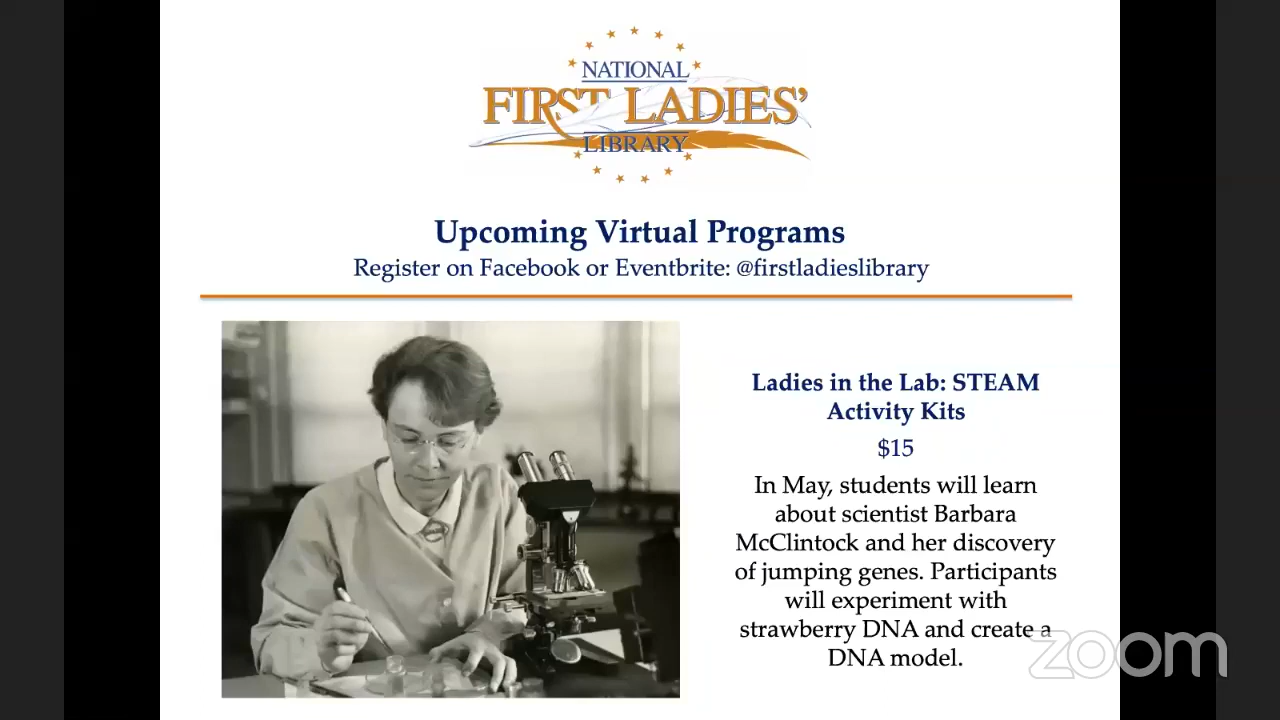 NATIONAL
FIRST LADIES'
LIBRARY
Upcoming Virtual Programs
Register on Facebook or Eventbrite: @firstladieslibrary
Ladies in the Lab: STEAM
Activity Kits
$15
In May, students will learn
about scientist Barbara
McClintock and her discovery
of jumping genes. Participants
will experiment with
strawberry DNA and create a
DNA model.
zoom